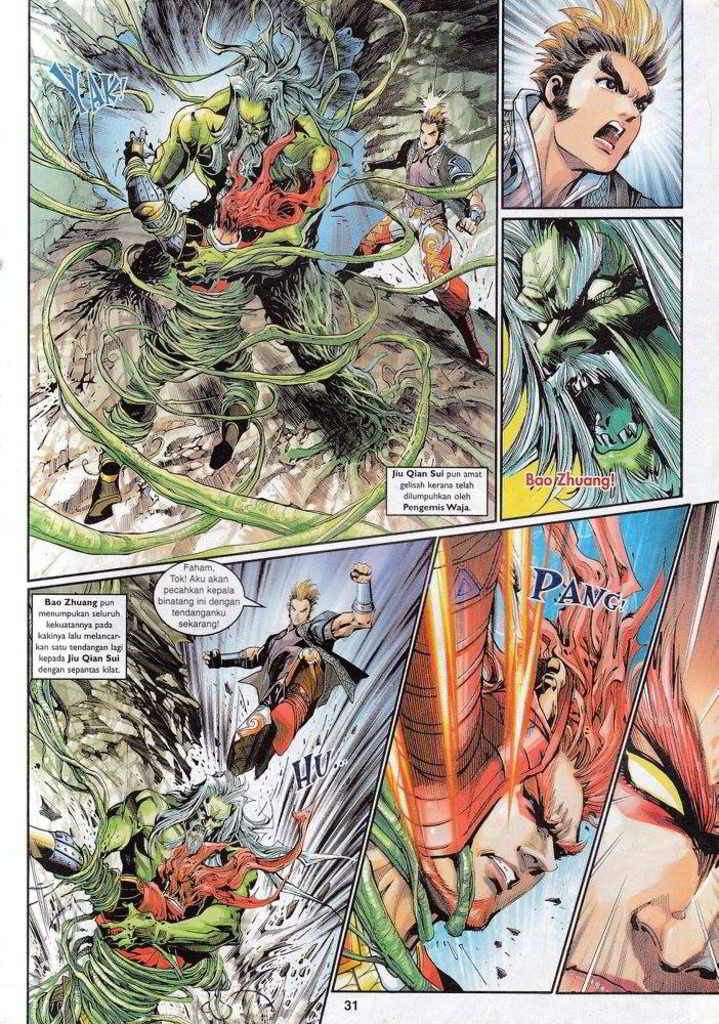 YAK!
Jiu Qian Sui pun amat
gelisah kerana telah
dilumpuhkan oleh
Pengemis Waja.
Bao Zhuang!
Bao Zhuang pun
menumpukan seluruh
kekuatannya pada
kakinya lalu melancar-
kan satu tendangan lagi
kepada Jiu Qian Sui
dengan sepantas kilat.
Faham,
Tok! Aku akan
pecahkan kepala
binatang ini dengan
tendanganku
sekarang!
HU...
PANG!
31